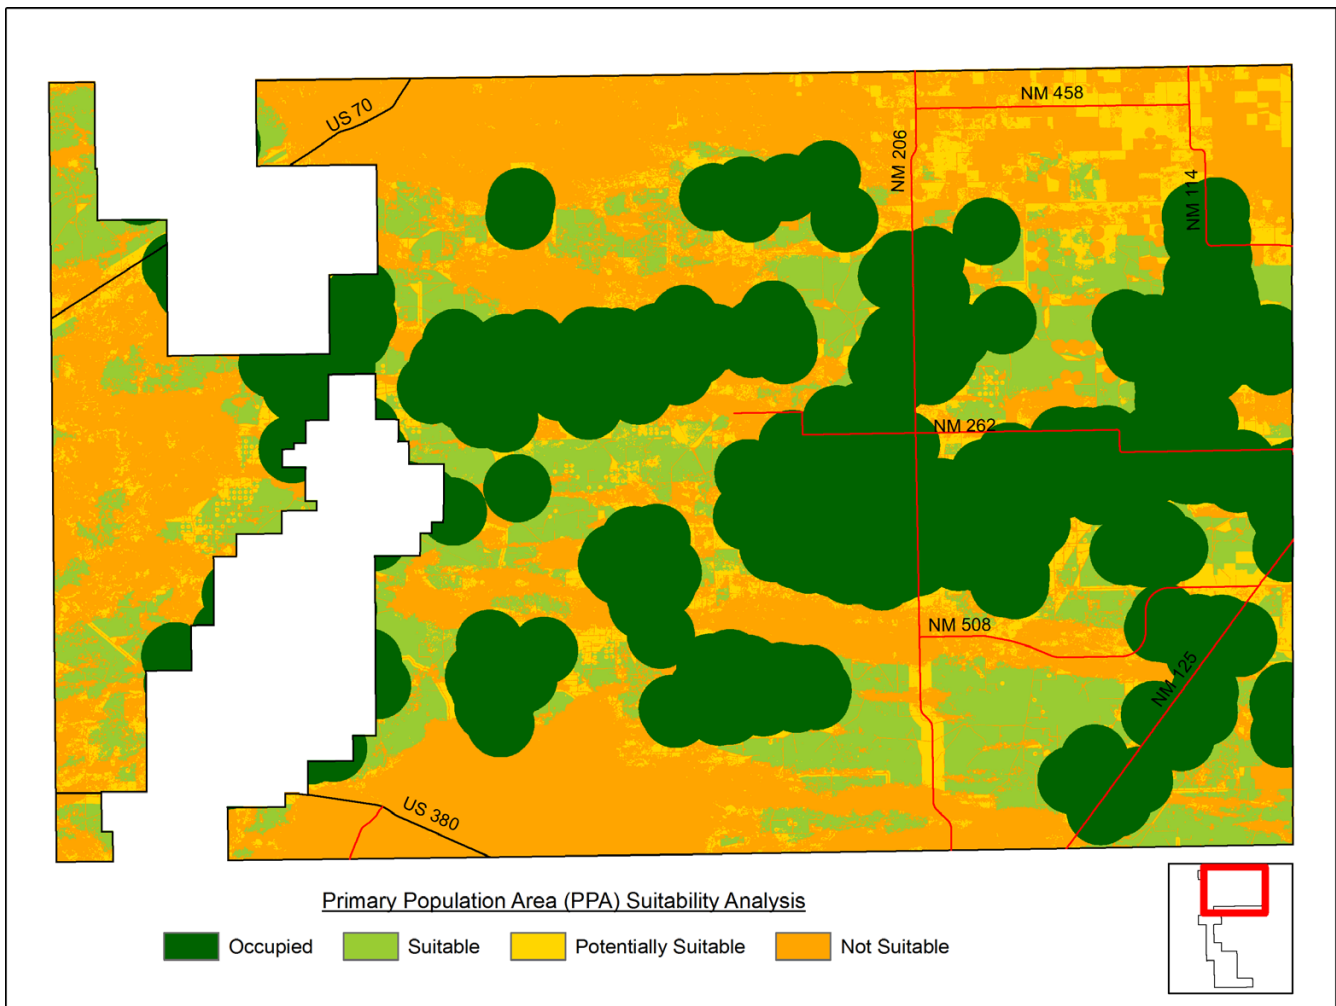 US 70
NM 458
NM 206
NM 114
NM 262
NM 508
NM 125
US 380
Primary Population Area (PPA) Suitability Analysis
Occupied
Suitable
Potentially Suitable
Not Suitable